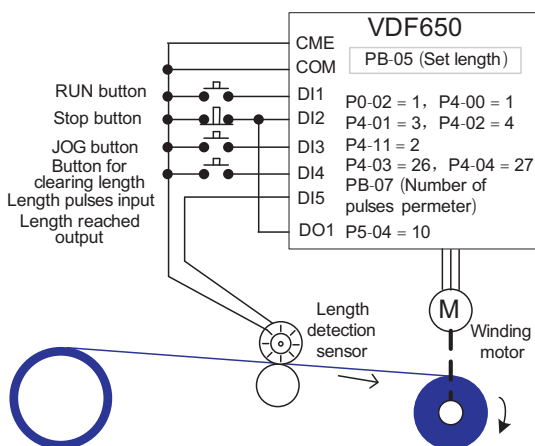 VDF650
PB-05 (Set length)
CME
COM
RUN button
DI1
Stop button
DI2
JOG button
DI3
Button for
clearing length
DI4
Length pulses input
DI5
Length reached
output
DO1
P0-02 = 1, P4-00 = 1
P4-01 = 3, P4-02 = 4
P4-11 = 2
P4-03 = 26, P4-04 = 27
PB-07 (Number of
pulses permeter)
P5-04 = 10
Length
detection
sensor
M
Winding
motor